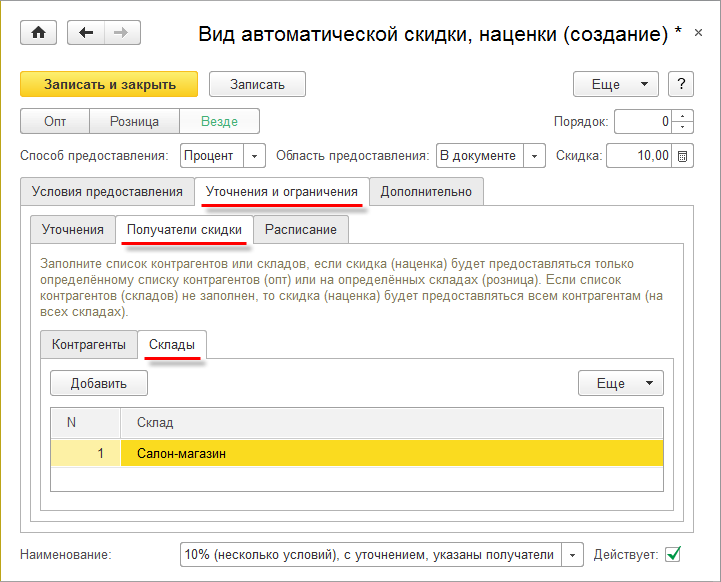 Вид автоматической скидки, наценки (создание) * ×
Записать и закрыть Записать Еще ?
Опт Розница Везде Порядок: 0
Способ предоставления: Процент Область предоставления: В документе Скидка: 10,00
Условия предоставления Уточнения и ограничения Дополнительно
Уточнения Получатели скидки Расписание
Заполните список контрагентов или складов, если скидка (наценка) будет предоставляться только
определённому списку контрагентов (опт) или на определённых складах (розница). Если список
контрагентов (складов) не заполнен, то скидка (наценка) будет предоставляться всем контрагентам (на
всех складах).
Контрагенты Склады
Добавить Еще
N Склад
1 Салон-магазин
Наименование: 10% (несколько условий), с уточнением, указаны получатели Действует: